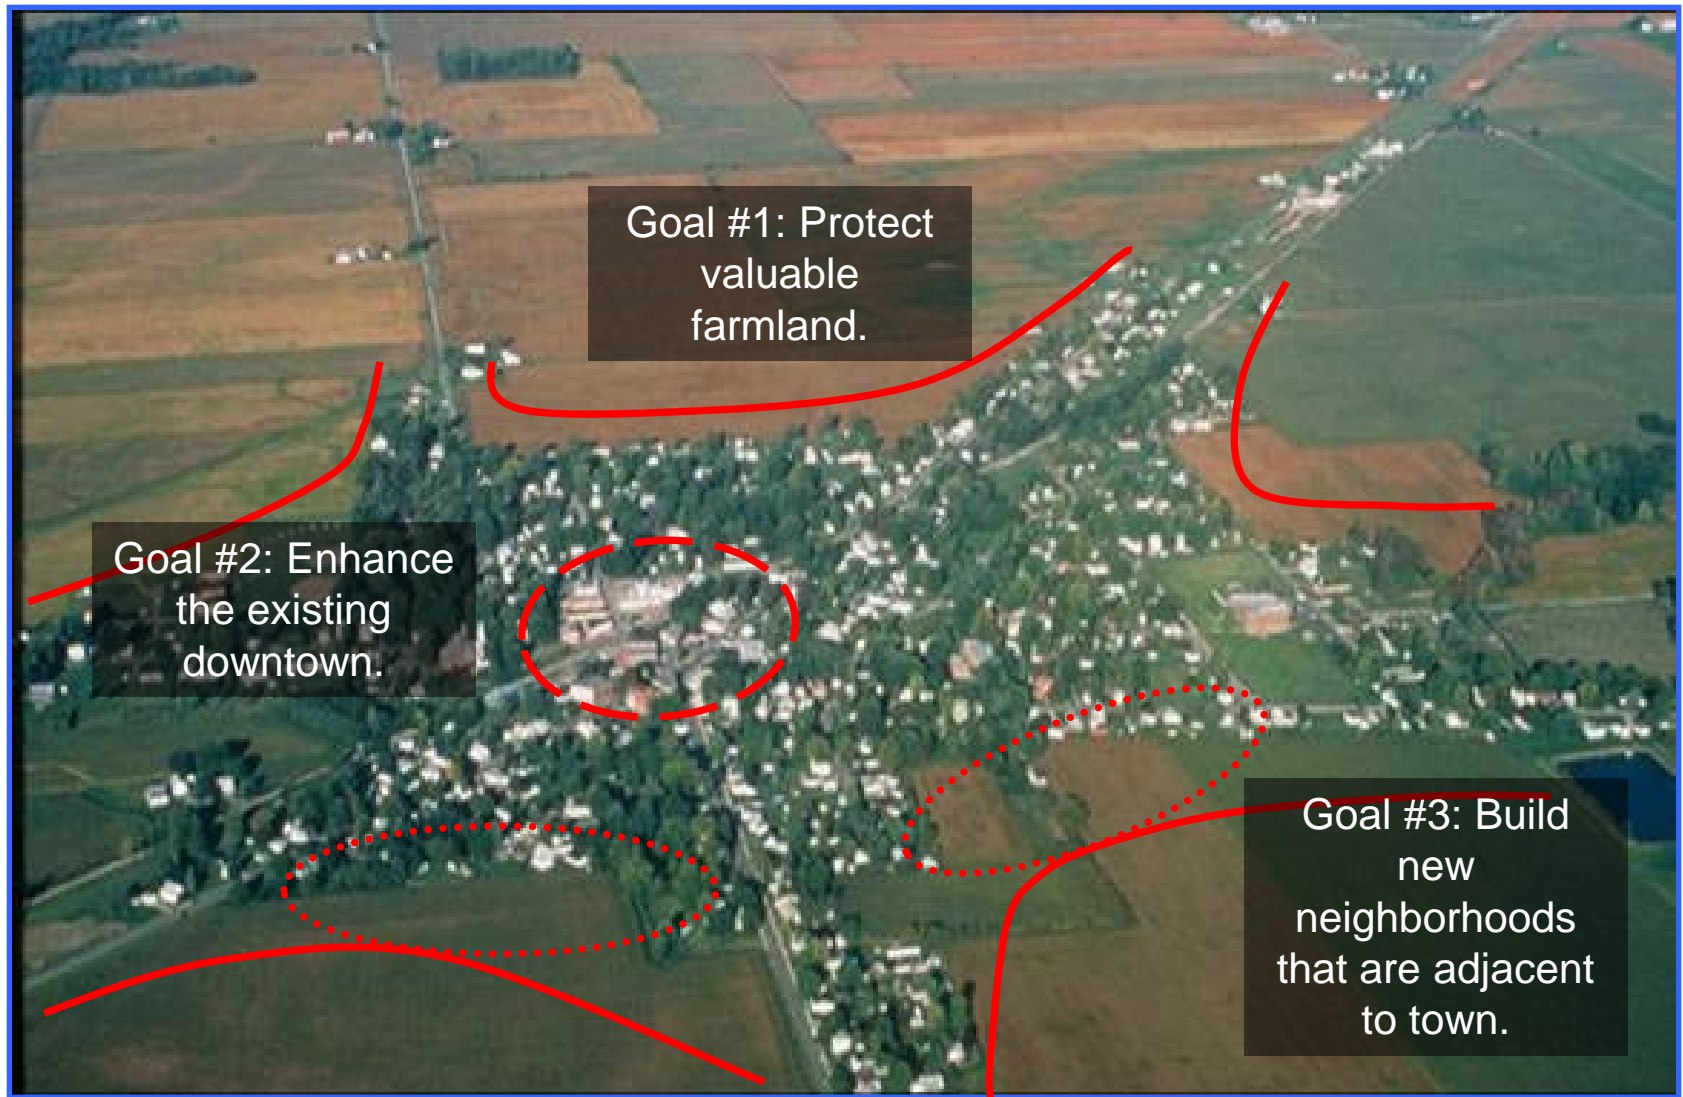 Goal #1: Protect
valuable
farmland.
Goal #2: Enhance
the existing
downtown.
Goal #3: Build
new
neighborhoods
that are adjacent
to town.